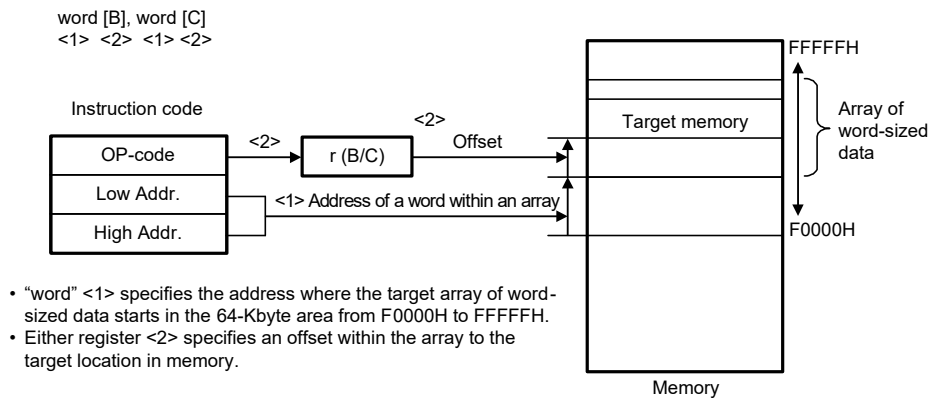 word [B], word [C]
<1> <2> <1> <2>
Instruction code
OP-code
Low Addr.
High Addr.
<2>
r (B/C)
<2>
Offset
<1> Address of a word within an array
Target memory
FFFFFH
Array of
word-sized
data
F0000H
Memory
• “word” <1> specifies the address where the target array of word-
sized data starts in the 64-Kbyte area from F0000H to FFFFFH.
• Either register <2> specifies an offset within the array to the
target location in memory.